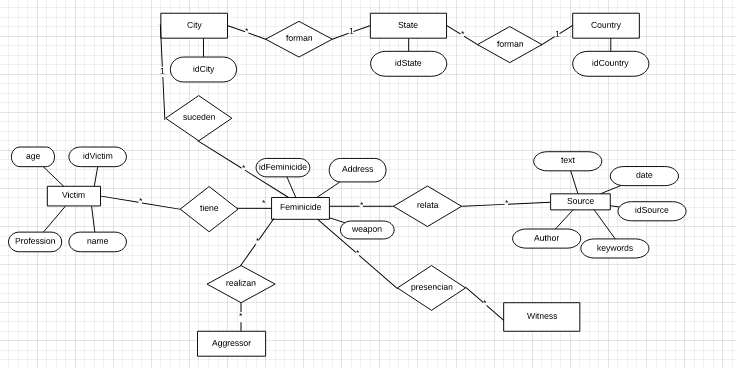 City
*
forman
1
State
*
forman
1
Country
idCity
idState
idCountry
1
suceden
*
age
idVictim
idFeminicide
Address
text
date
Victim
*
tiene
*
Feminicide
*
relata
*
Source
idSource
Profession
name
weapon
Author
keywords
*
*
realizan
presencian
*
*
Witness
Aggressor